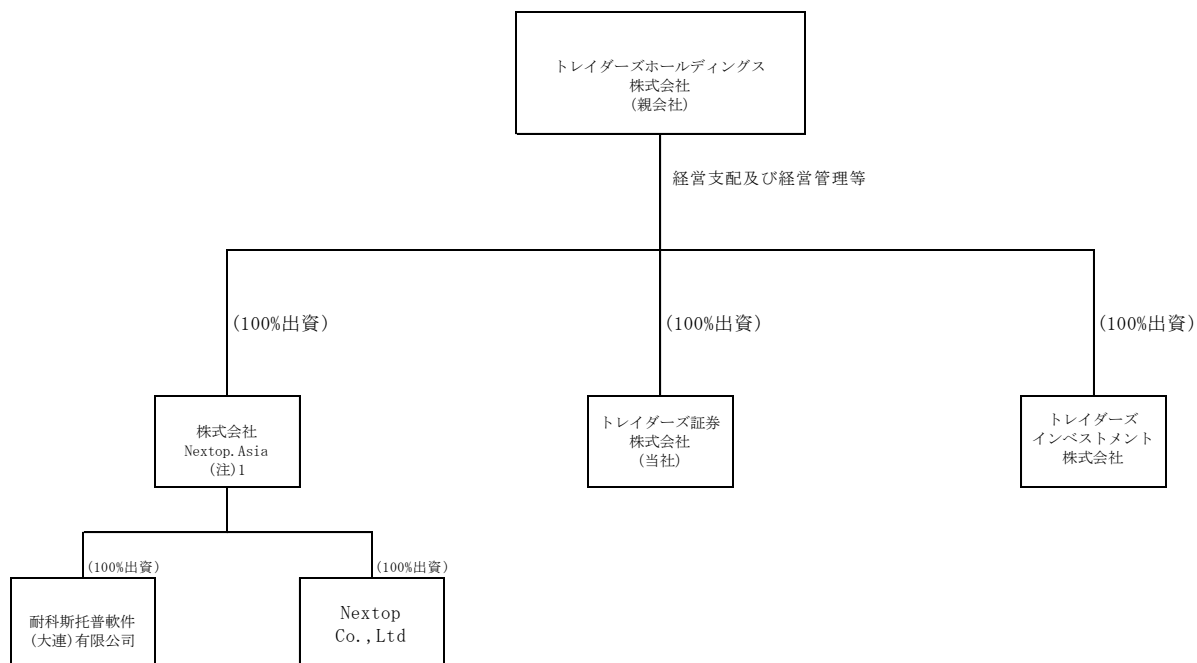 トレイダーズホールディングス
株式会社
(親会社)
経営支配及び経営管理等
(100%出資)
(100%出資)
(100%出資)
株式会社
Nextop.Asia
(注)1
トレイダーズ証券
株式会社
(当社)
トレイダーズ
インベストメント
株式会社
(100%出資)
(100%出資)
耐科斯托普軟件
(大連)有限公司
Nextop
Co.,Ltd